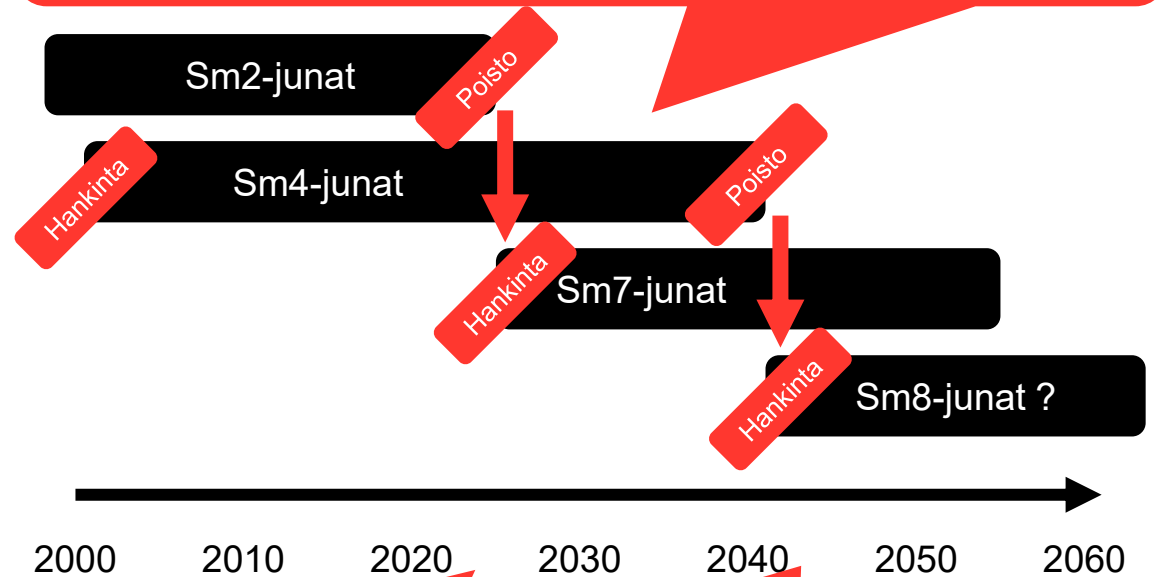 Sm2-junat
Poisto
Hankinta
Sm4-junat
Poisto
Hankinta
Sm7-junat
Hankinta
Sm8-junat ?
2000 2010 2020 2030 2040 2050 2060